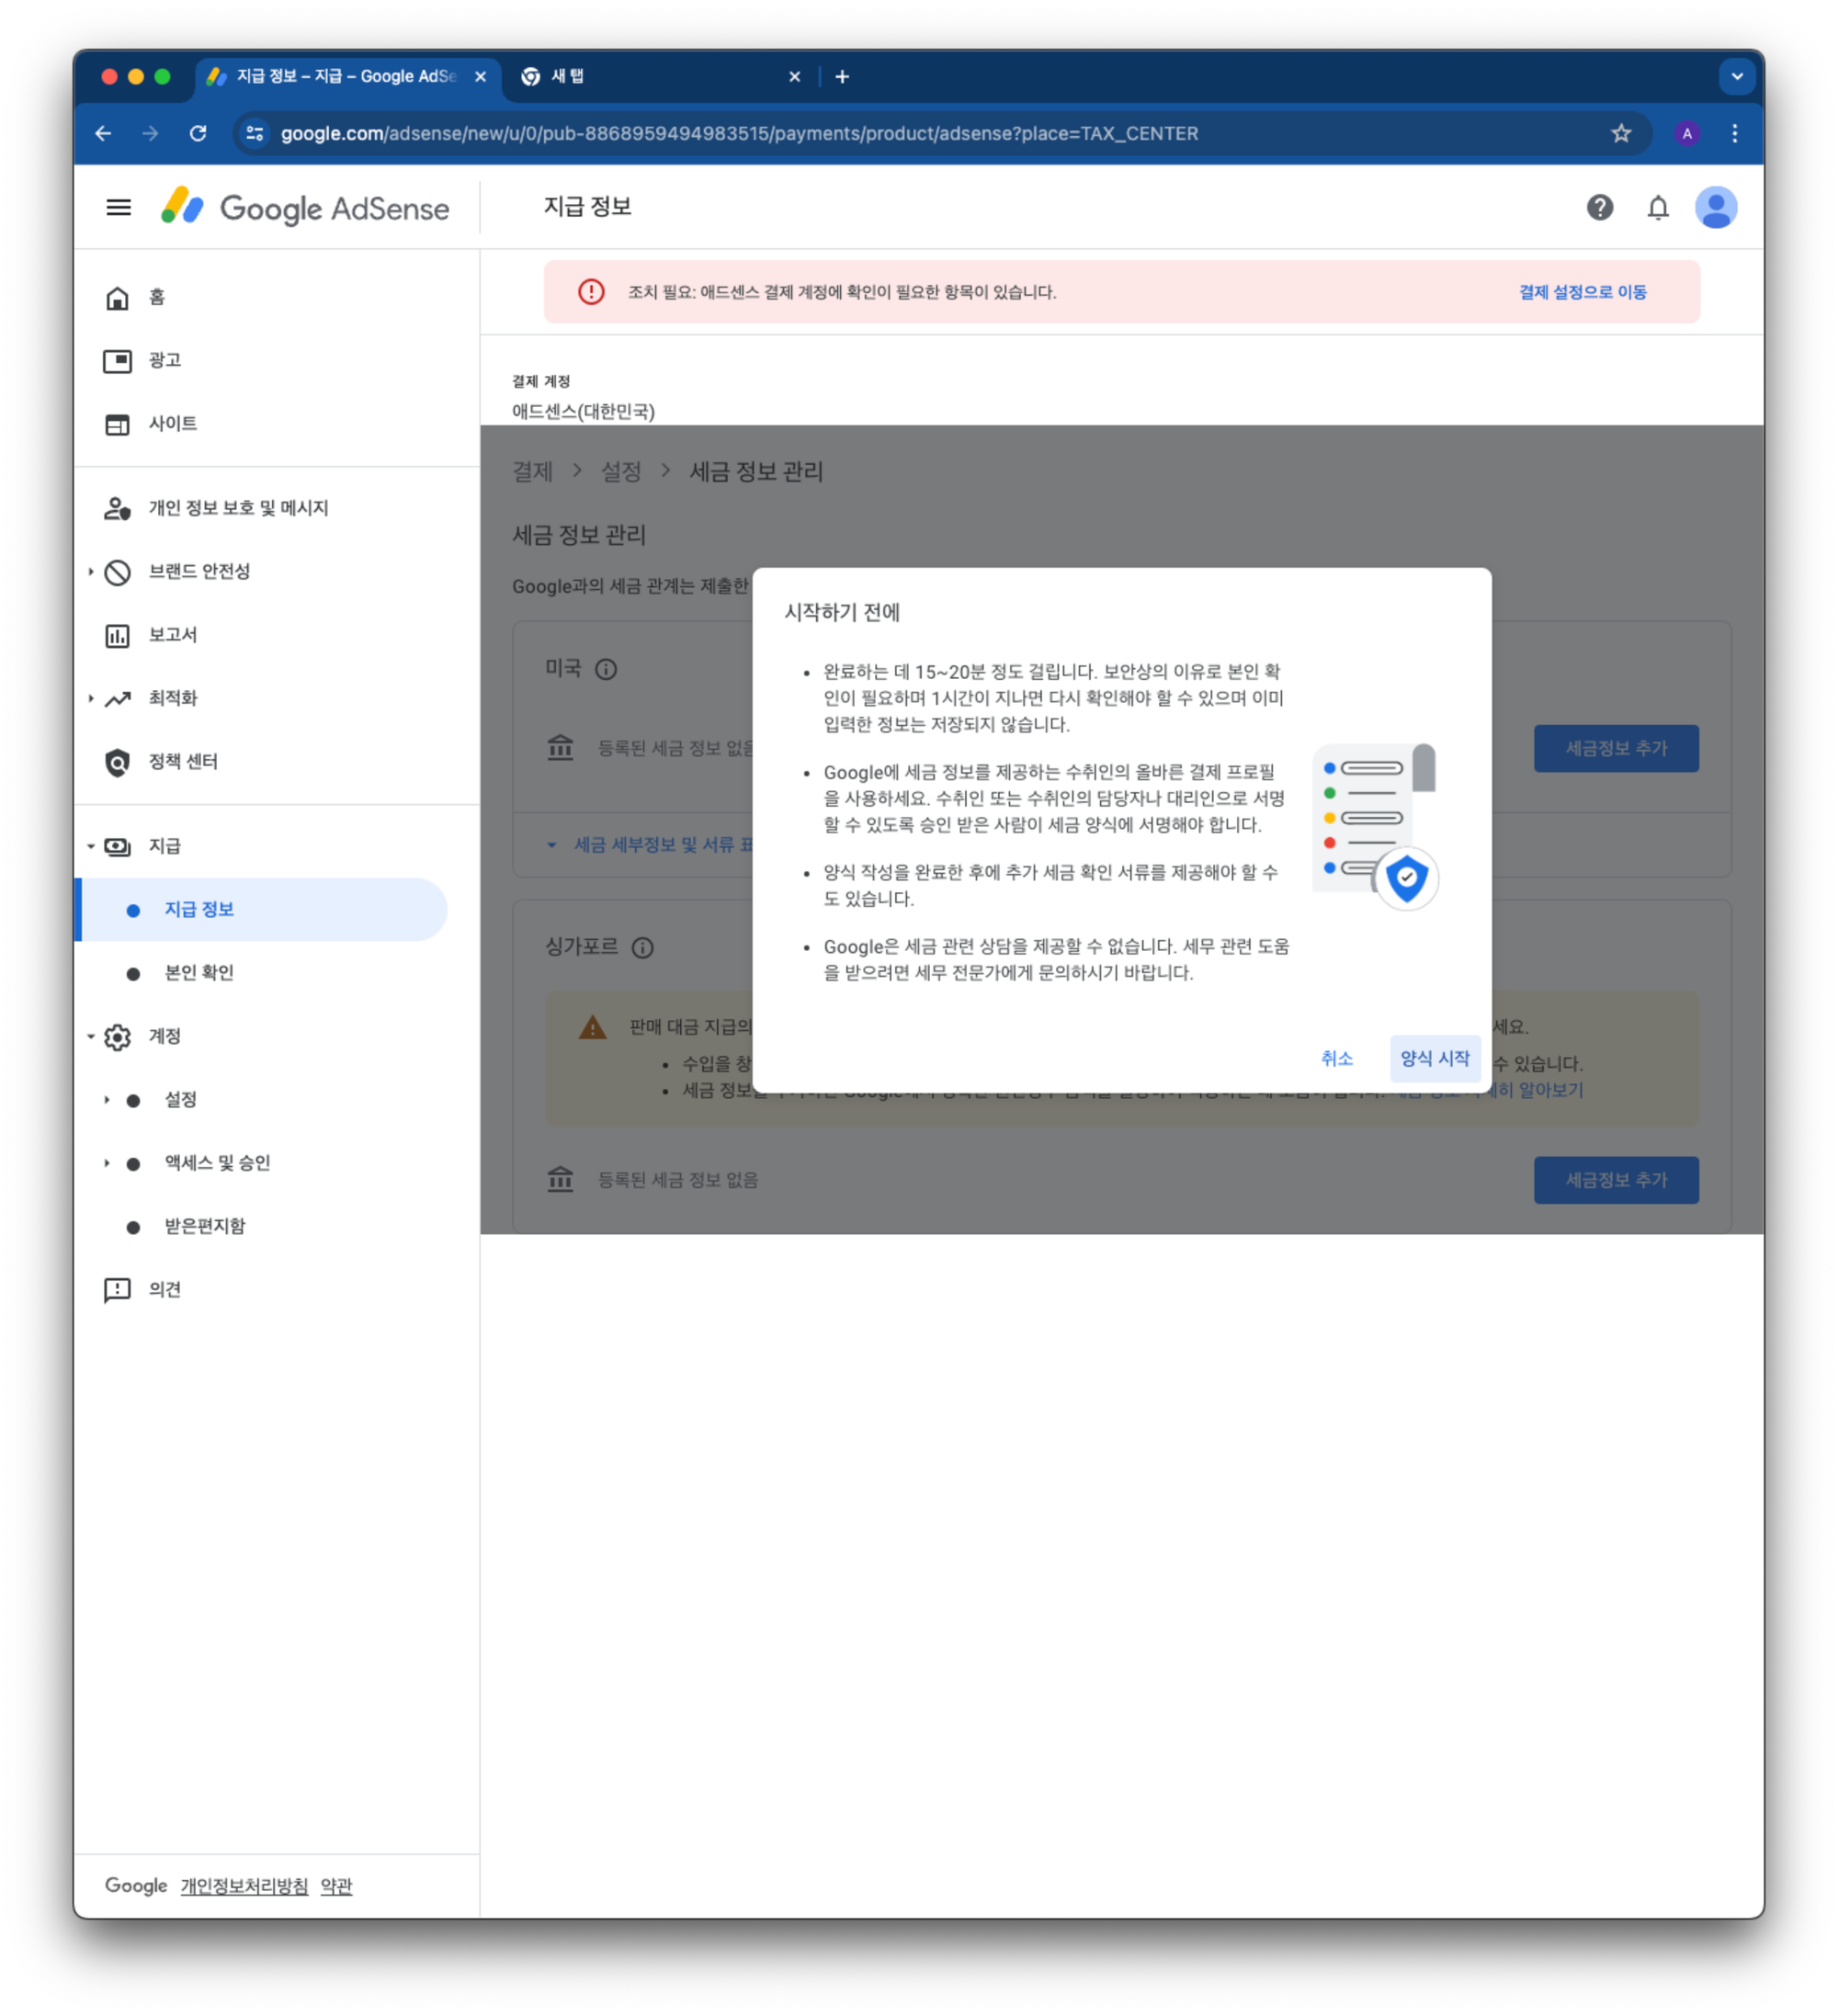 지급 정보 – 지급 – Google AdSe
새 탭
google.com/adsense/new/u/0/pub-8868959494983515/payments/product/adsense?place=TAX_CENTER
A
Google AdSense
지급 정보
홈
광고
사이트
개인 정보 보호 및 메시지
브랜드 안전성
보고서
최적화
정책 센터
지급
지급 정보
본인 확인
계정
설정
액세스 및 승인
받은편지함
의견
Google 개인정보처리방침 약관
조치 필요: 애드센스 결제 계정에 확인이 필요한 항목이 있습니다.
결제 설정으로 이동
결제 계정
애드센스(대한민국)
결제 > 설정 > 세금 정보 관리
세금 정보 관리
Google과의 세금 관계는 제출한
미국
등록된 세금 정보 없음
세금정보 추가
세금 세부정보 및 서류 표
싱가포르
판매 대금 지급의
세요.
수입을 창
수 있습니다.
세금 정보
히 알아보기
등록된 세금 정보 없음
세금정보 추가
시작하기 전에
• 완료하는 데 15~20분 정도 걸립니다. 보안상의 이유로 본인 확
인이 필요하며 1시간이 지나면 다시 확인해야 할 수 있으며 이미
입력한 정보는 저장되지 않습니다.
• Google에 세금 정보를 제공하는 수취인의 올바른 결제 프로필
을 사용하세요. 수취인 또는 수취인의 담당자나 대리인으로 서명
할 수 있도록 승인 받은 사람이 세금 양식에 서명해야 합니다.
• 양식 작성을 완료한 후에 추가 세금 확인 서류를 제공해야 할 수
도 있습니다.
• Google은 세금 관련 상담을 제공할 수 없습니다. 세무 관련 도움
을 받으려면 세무 전문가에게 문의하시기 바랍니다.
취소
양식 시작